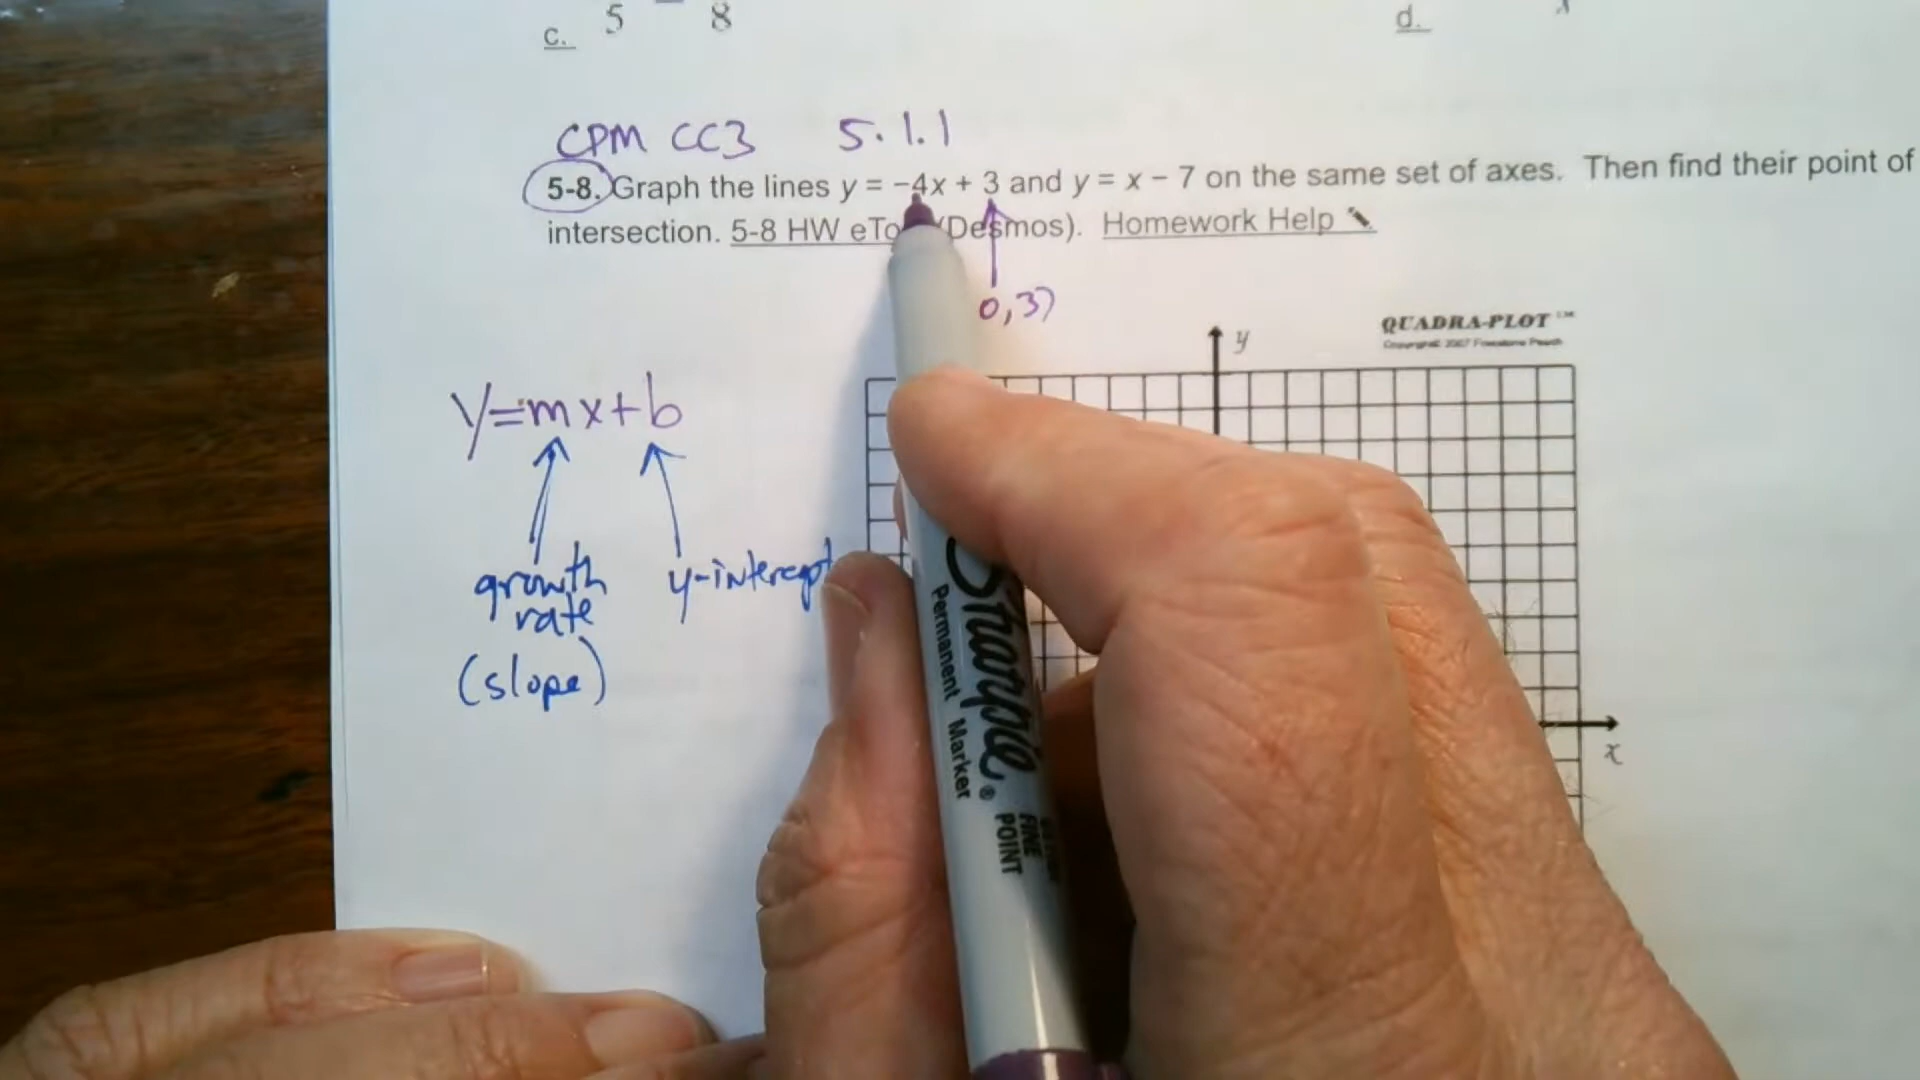 c. 5 8
d.
CPM CC3 5.1.1
5-8. Graph the lines y = −4x + 3 and y = x − 7 on the same set of axes. Then find their point of
intersection. 5-8 HW (Desmos). Homework Help
0,3)
QUADRA-PLOT
y
y=mx+b
growth
rate
(slope)
y-intercept
x
Sharpie®
Permanent Marker
FINE
POINT